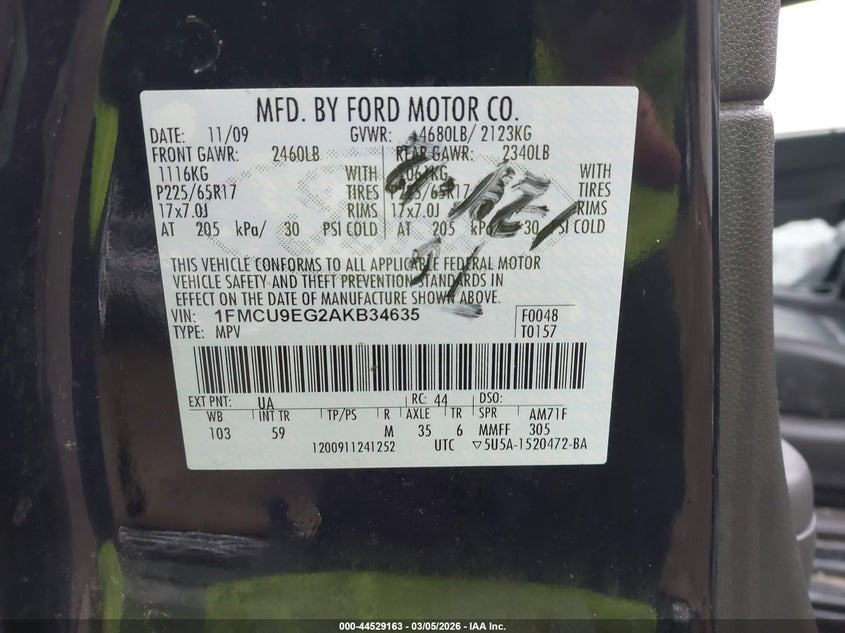 MFD. BY FORD MOTOR CO.
DATE: 11/09 GVWR: 4680LB/ 2123KG
FRONT GAWR: 2460LB REAR GAWR: 2340LB
1116KG WITH 1061KG WITH
P225/65R17 TIRES P225/65R17 TIRES
17x7.0J RIMS 17x7.0J RIMS
AT 205 kPa/ 30 PSI COLD AT 205 kPa/ 30 PSI COLD
THIS VEHICLE CONFORMS TO ALL APPLICABLE FEDERAL MOTOR
VEHICLE SAFETY AND THEFT PREVENTION STANDARDS IN
EFFECT ON THE DATE OF MANUFACTURE SHOWN ABOVE.
VIN: 1FMCU9EG2AKB34635 F0048
TYPE: MPV T0157
EXT PNT: UA RC: 44 DSO:
WB INT TR TP/PS R AXLE TR SPR AM71F
103 59 M 35 6 MMFF 305
1200911241252 UTC ▽5U5A-1520472-BA
000-44529163 — 03/05/2026 — IAA Inc.